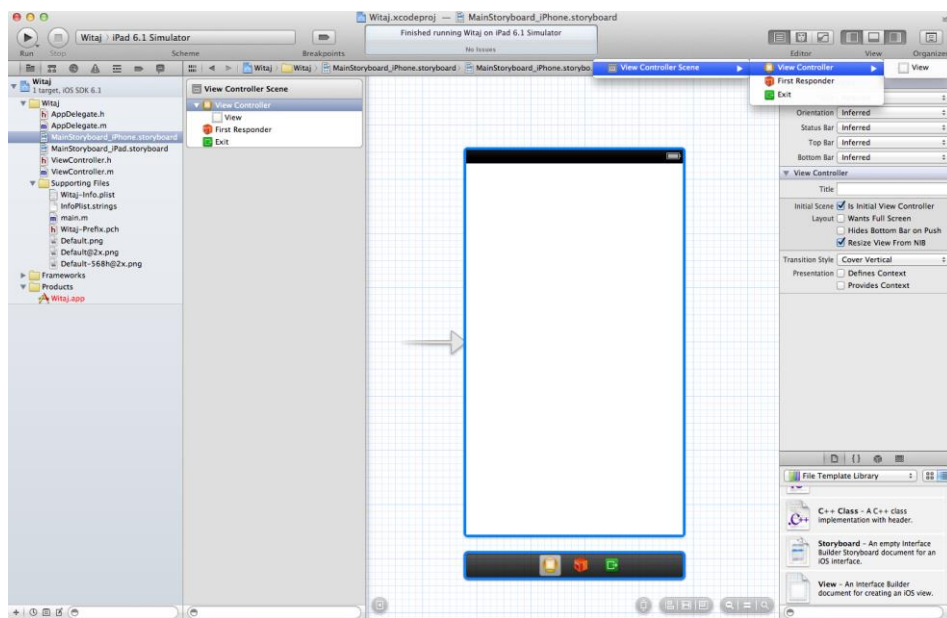 Witaj.xcodeproj — MainStoryboard_iPhone.storyboard
Witaj › iPad 6.1 Simulator
Finished running Witaj on iPad 6.1 Simulator
No Issues
Run
Stop
Scheme
Breakpoints
Editor
View
Organizer
Witaj
1 target, iOS SDK 6.1
Witaj
AppDelegate.h
AppDelegate.m
MainStoryboard_iPhone.storyboard
MainStoryboard_iPad.storyboard
ViewController.h
ViewController.m
Supporting Files
Witaj-Info.plist
InfoPlist.strings
main.m
Witaj-Prefix.pch
Default.png
Default@2x.png
Default-568h@2x.png
Frameworks
Products
Witaj.app
Witaj › Witaj › MainStoryboard_iPhone.storyboard › MainStoryboard_iPhone.storybo
View Controller Scene
View Controller
First Responder
Exit
View
View Controller Scene
View Controller
View
First Responder
Exit
Orientation Inferred
Status Bar Inferred
Top Bar Inferred
Bottom Bar Inferred
View Controller
Title
Initial Scene Is Initial View Controller
Layout Wants Full Screen
Hides Bottom Bar on Push
Resize View From NIB
Transition Style Cover Vertical
Presentation Defines Context
Provides Context
{}
File Template Library
C++
C++ Class - A C++ class
implementation with header.
Storyboard - An empty Interface
Builder Storyboard document for an
iOS interface.
View - An Interface Builder
document for creating an iOS view.